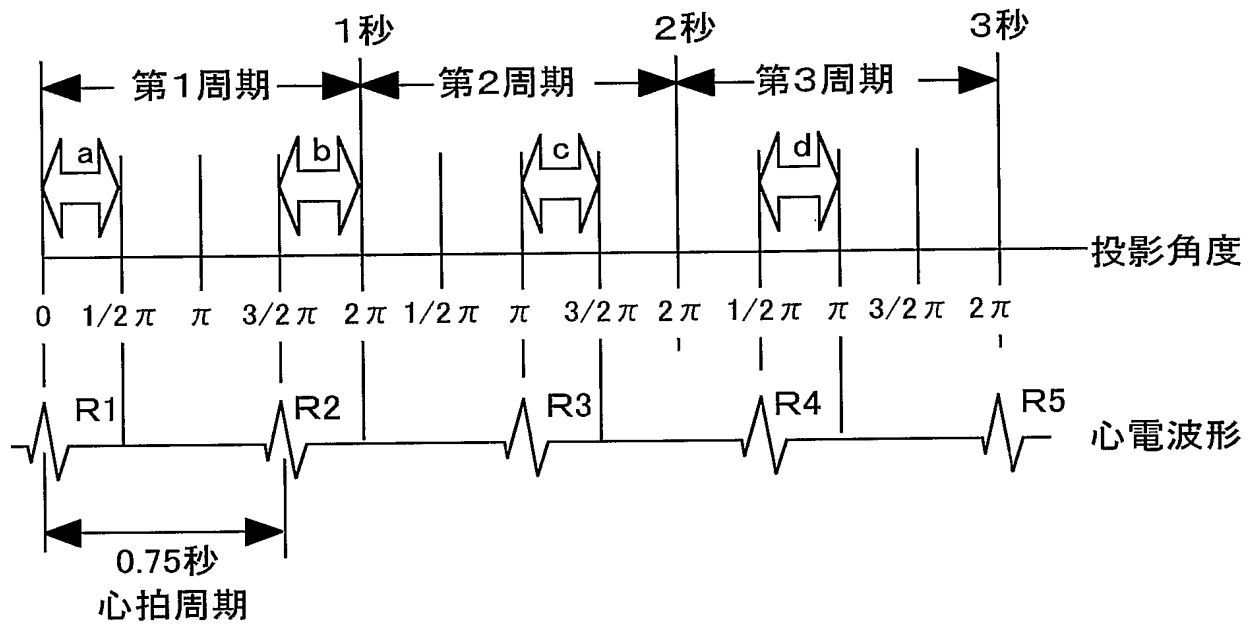 1秒 2秒 3秒
第1周期 第2周期 第3周期
a b c d
投影角度
0 1/2π π 3/2π 2π 1/2π π 3/2π 2π 1/2π π 3/2π 2π
R1 R2 R3 R4 R5
心電波形
0.75秒
心拍周期